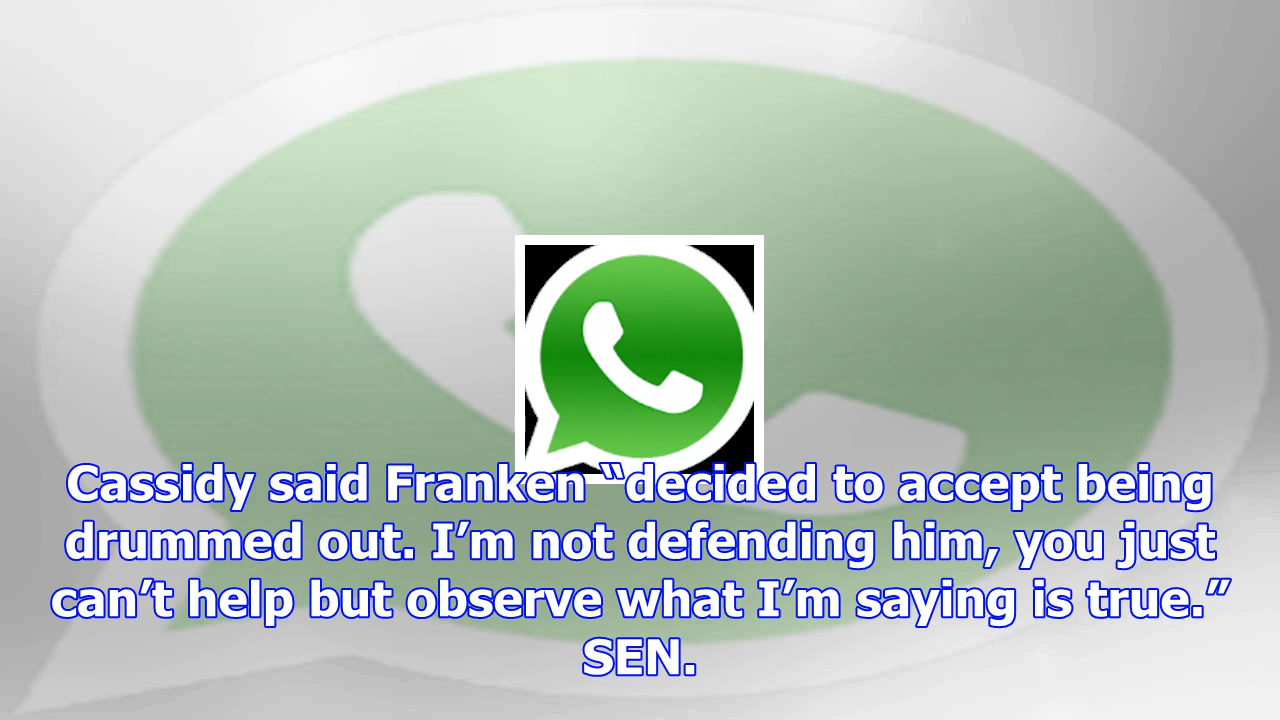 Cassidy said Franken “decided to accept being
drummed out. I’m not defending him, you just
can’t help but observe what I’m saying is true.”
SEN.